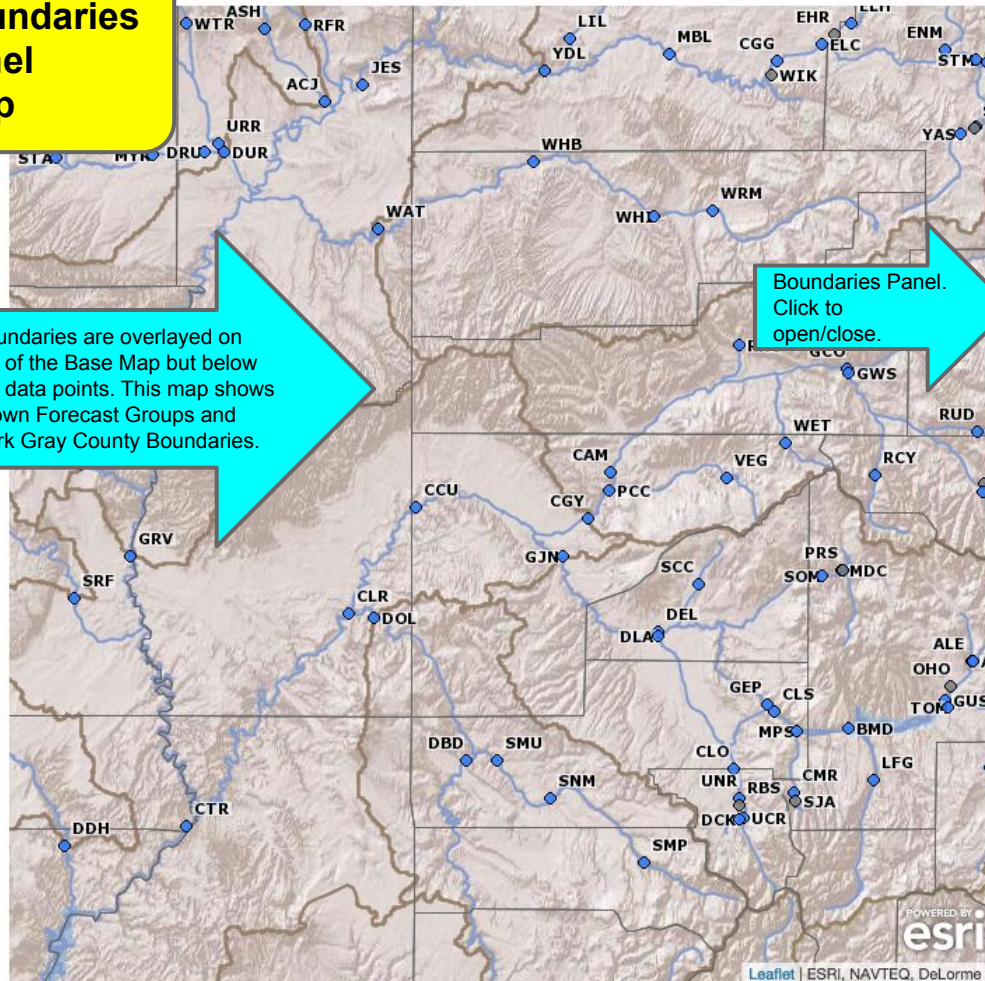 undaries
nel
p
ASH
WTR
RFR
LIL
YDL
MBL
EHR
CGG
ELC
WIK
ENM
STM
ACJ
JES
URR
STA
MYK
DRU
DUR
YAS
WHB
WAT
WHI
WRM
oundaries are overlayed on
of the Base Map but below
data points. This map shows
own Forecast Groups and
rk Gray County Boundaries.
Boundaries Panel.
Click to
open/close.
GCO
GWS
RUD
WET
CAM
VEG
RCY
PCC
CCU
CGY
GRV
GJN
PRS
SCC
SOM
MDC
SRF
CLR
DOL
DEL
DLA
ALE
OHO
GEP
CLS
TOM
GUS
MPS
BMD
DBD
SMU
CLO
UNR
RBS
CMR
LFG
SNM
SJA
CTR
DCK
UCR
DDH
SMP
POWERED BY
esri
Leaflet | ESRI, NAVTEQ, DeLorme